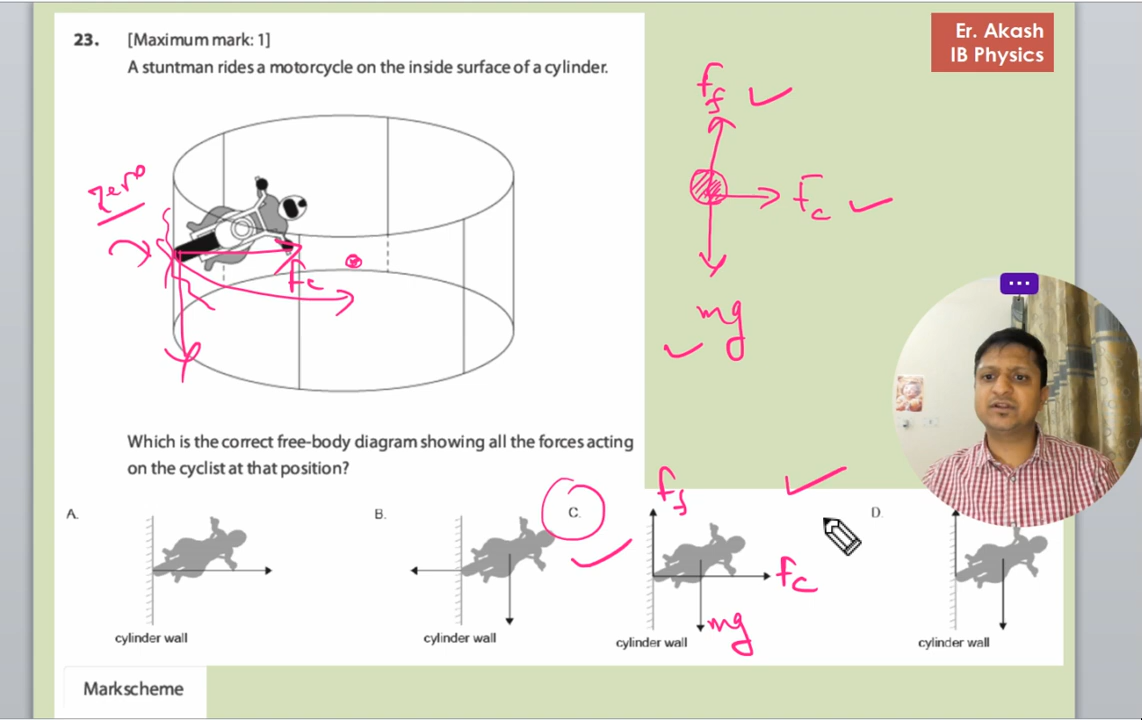 Er. Akash
IB Physics
23. [Maximum mark: 1]
A stuntman rides a motorcycle on the inside surface of a cylinder.
zero
fc
Ff
Fc
mg
Which is the correct free-body diagram showing all the forces acting
on the cyclist at that position?
A.
B.
C.
D.
Ff
fc
mg
cylinder wall
cylinder wall
cylinder wall
cylinder wall
Markscheme